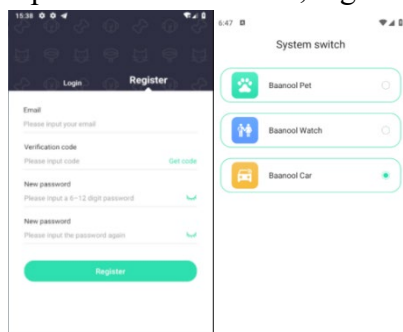 15:38
Login Register
Email
Please input your email
Verification code
Please input code Get code
New password
Please input a 6~12 digit password
New password
Please input the password again
Register
6:47
System switch
Baanool Pet
Baanool Watch
Baanool Car